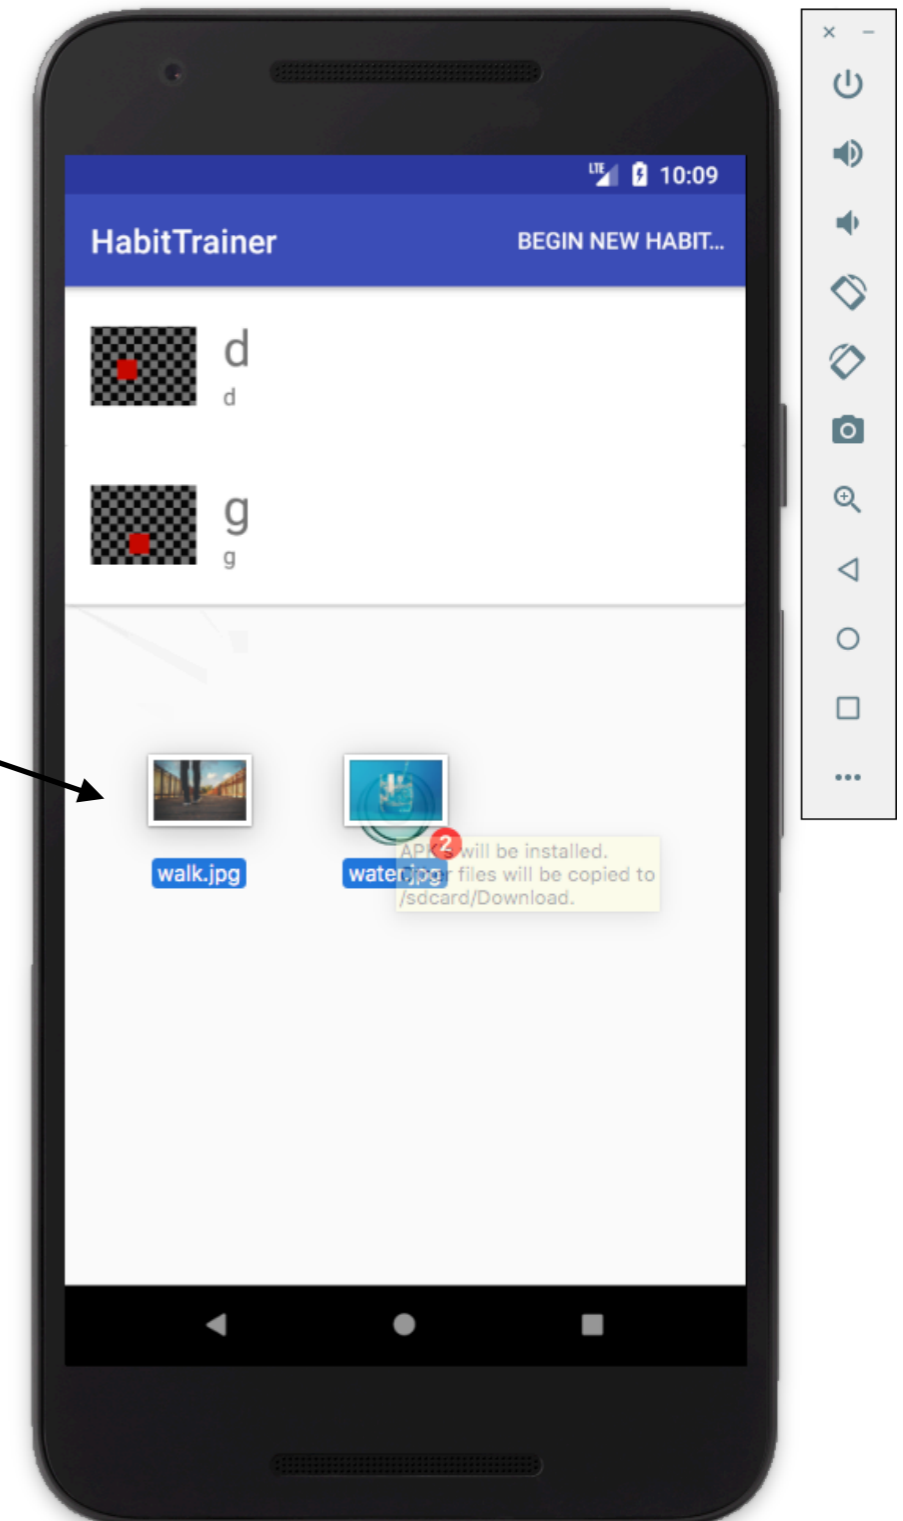 LTE 10:09
HabitTrainer BEGIN NEW HABIT...
d
d
g
g
walk.jpg
water.jpg
2
will be installed.
files will be copied to
/sdcard/Download.